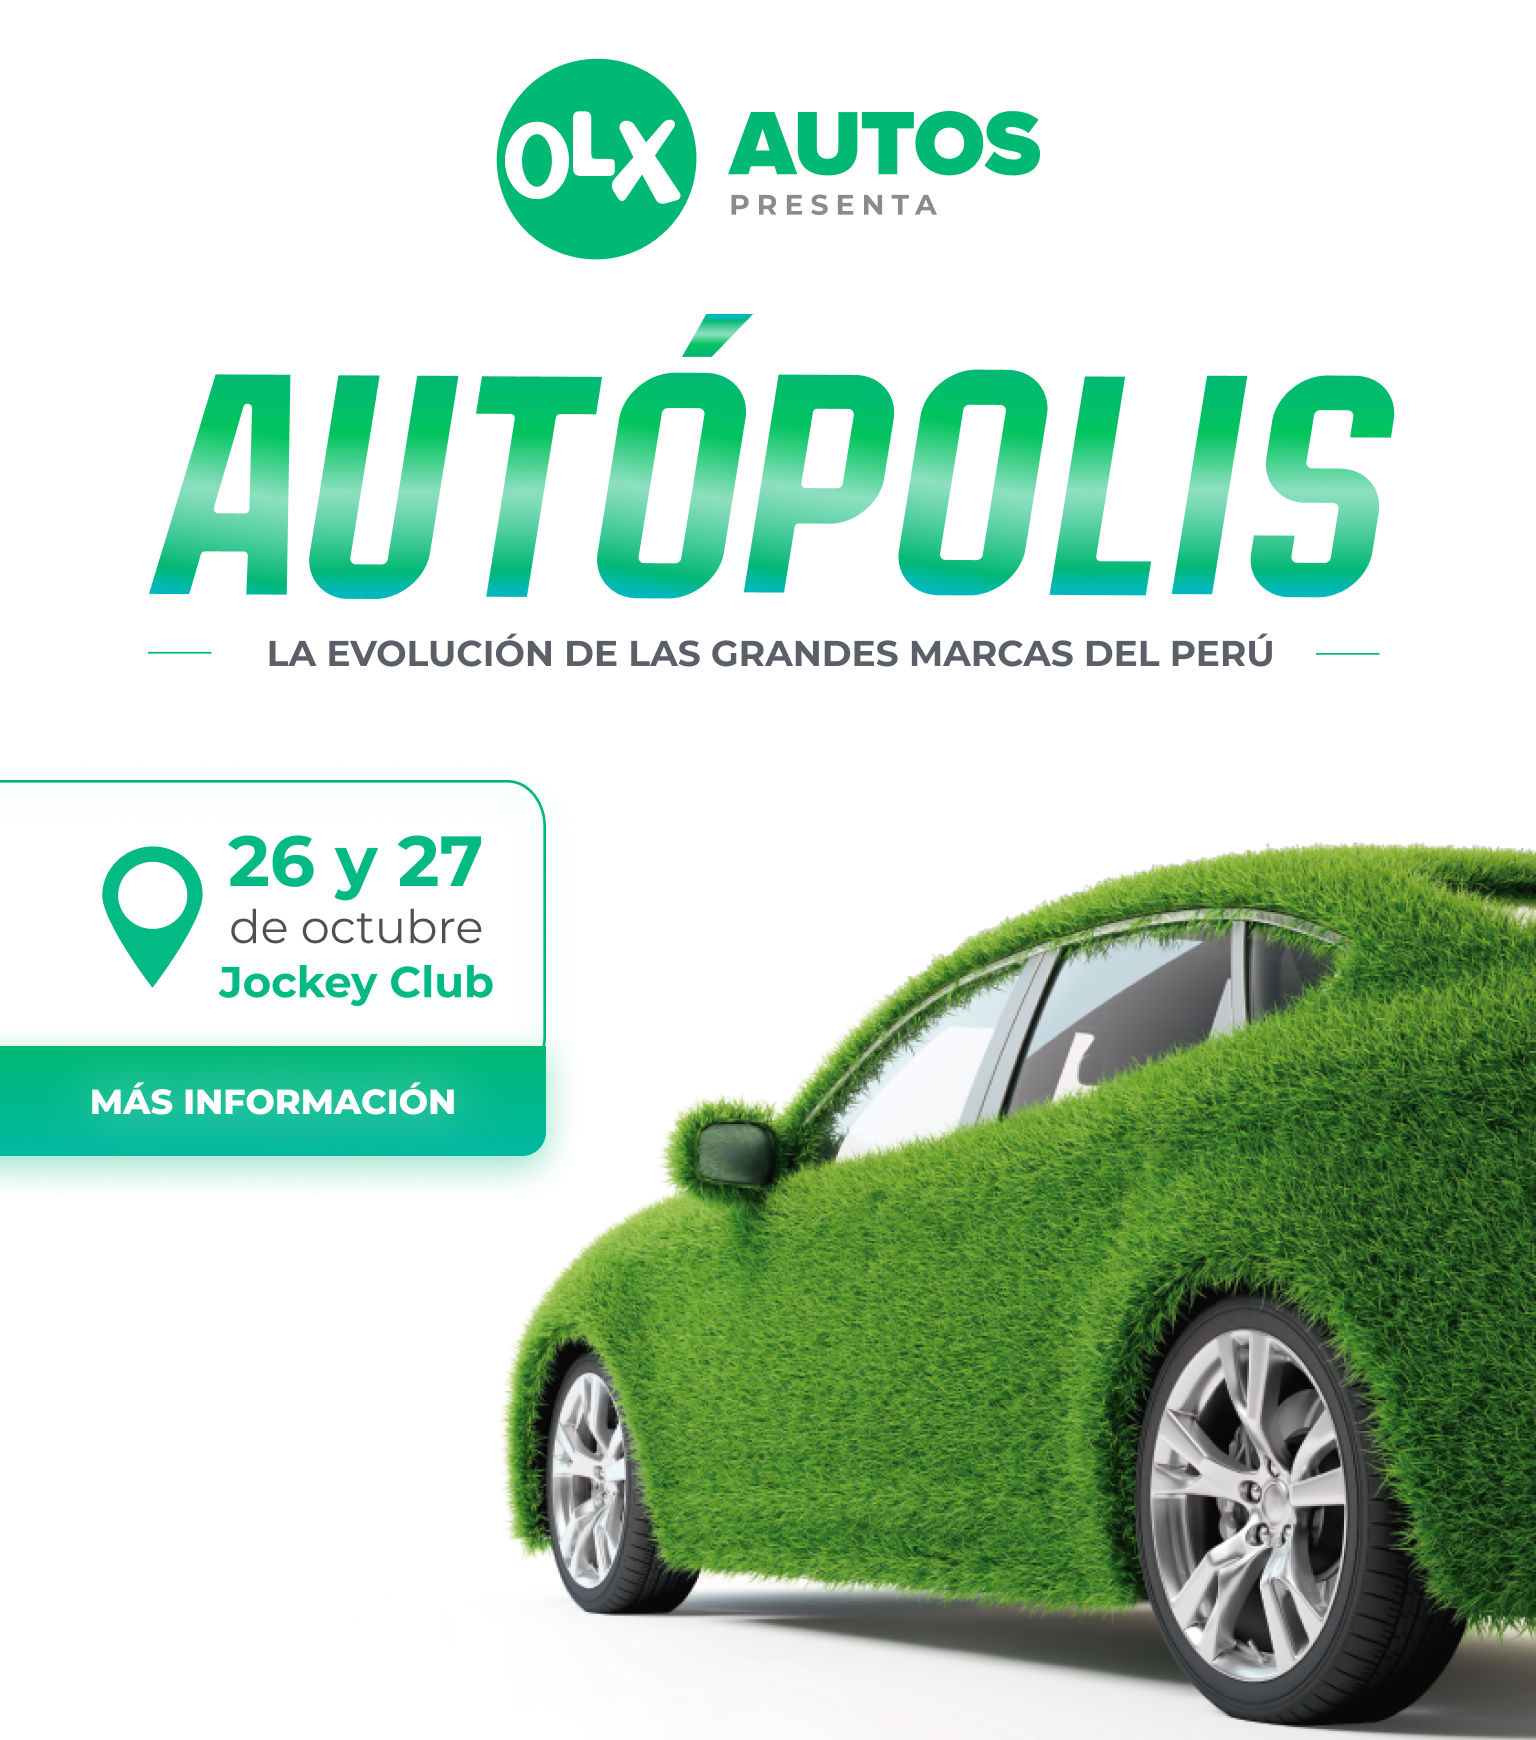 OLX AUTOS
PRESENTA
AUTÓPOLIS
LA EVOLUCIÓN DE LAS GRANDES MARCAS DEL PERÚ
26 y 27
de octubre
Jockey Club
MÁS INFORMACIÓN